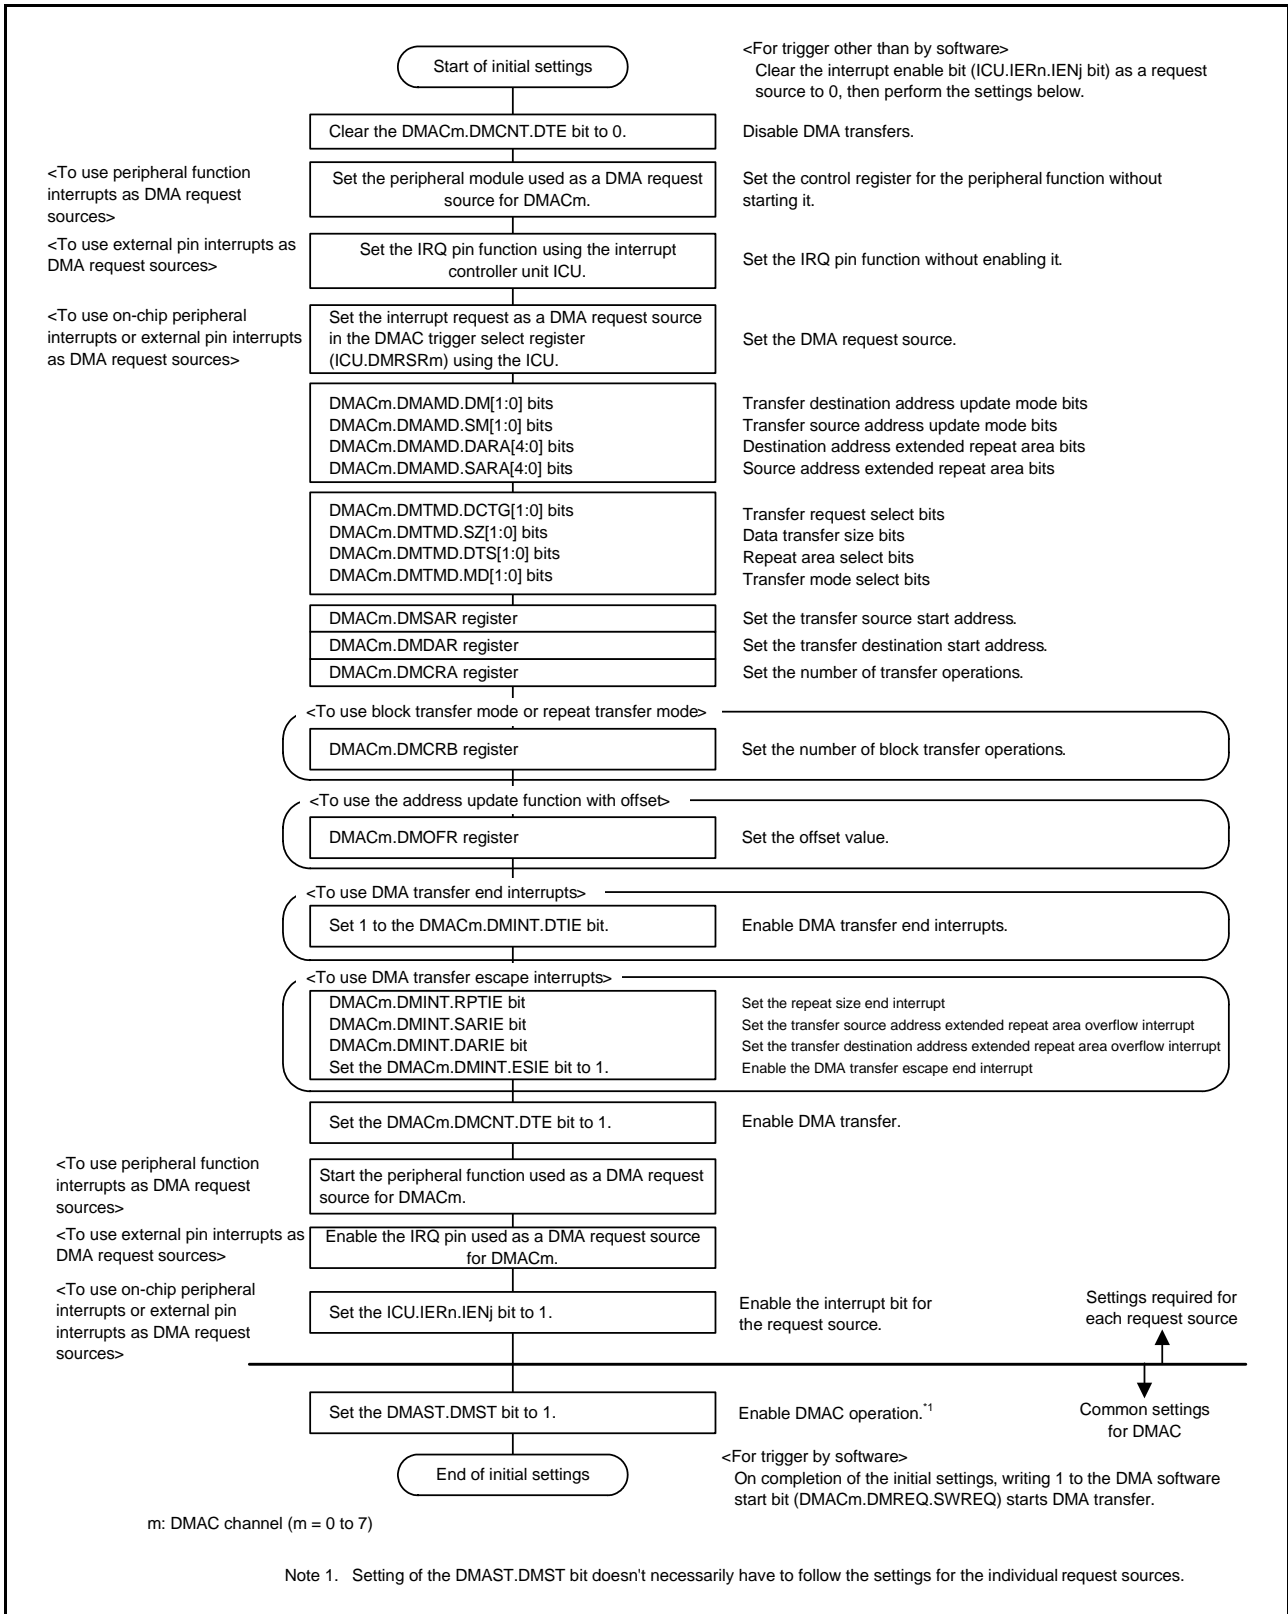 Start of initial settings
<For trigger other than by software>
Clear the interrupt enable bit (ICU.IERn.IENj bit) as a request
source to 0, then perform the settings below.
Clear the DMACm.DMCNT.DTE bit to 0.
Disable DMA transfers.
<To use peripheral function
interrupts as DMA request
sources>
Set the peripheral module used as a DMA request
source for DMACm.
Set the control register for the peripheral function without
starting it.
<To use external pin interrupts as
DMA request sources>
Set the IRQ pin function using the interrupt
controller unit ICU.
Set the IRQ pin function without enabling it.
<To use on-chip peripheral
interrupts or external pin interrupts
as DMA request sources>
Set the interrupt request as a DMA request source
in the DMAC trigger select register
(ICU.DMRSRm) using the ICU.
Set the DMA request source.
DMACm.DMAMD.DM[1:0] bits
Transfer destination address update mode bits
DMACm.DMAMD.SM[1:0] bits
Transfer source address update mode bits
DMACm.DMAMD.DARA[4:0] bits
Destination address extended repeat area bits
DMACm.DMAMD.SARA[4:0] bits
Source address extended repeat area bits
DMACm.DMTMD.DCTG[1:0] bits
Transfer request select bits
DMACm.DMTMD.SZ[1:0] bits
Data transfer size bits
DMACm.DMTMD.DTS[1:0] bits
Repeat area select bits
DMACm.DMTMD.MD[1:0] bits
Transfer mode select bits
DMACm.DMSAR register
Set the transfer source start address.
DMACm.DMDAR register
Set the transfer destination start address.
DMACm.DMCRA register
Set the number of transfer operations.
<To use block transfer mode or repeat transfer mode>
DMACm.DMCRB register
Set the number of block transfer operations.
<To use the address update function with offset>
DMACm.DMOFR register
Set the offset value.
<To use DMA transfer end interrupts>
Set 1 to the DMACm.DMINT.DTIE bit.
Enable DMA transfer end interrupts.
<To use DMA transfer escape interrupts>
DMACm.DMINT.RPTIE bit
Set the repeat size end interrupt
DMACm.DMINT.SARIE bit
Set the transfer source address extended repeat area overflow interrupt
DMACm.DMINT.DARIE bit
Set the transfer destination address extended repeat area overflow interrupt
Set the DMACm.DMINT.ESIE bit to 1.
Enable the DMA transfer escape end interrupt
Set the DMACm.DMCNT.DTE bit to 1.
Enable DMA transfer.
<To use peripheral function
interrupts as DMA request
sources>
Start the peripheral function used as a DMA request
source for DMACm.
<To use external pin interrupts as
DMA request sources>
Enable the IRQ pin used as a DMA request source
for DMACm.
<To use on-chip peripheral
interrupts or external pin
interrupts as DMA request
sources>
Set the ICU.IERn.IENj bit to 1.
Enable the interrupt bit for
the request source.
Settings required for
each request source
Set the DMAST.DMST bit to 1.
Enable DMAC operation.*1
Common settings
for DMAC
End of initial settings
<For trigger by software>
On completion of the initial settings, writing 1 to the DMA software
start bit (DMACm.DMREQ.SWREQ) starts DMA transfer.
m: DMAC channel (m = 0 to 7)
Note 1. Setting of the DMAST.DMST bit doesn't necessarily have to follow the settings for the individual request sources.